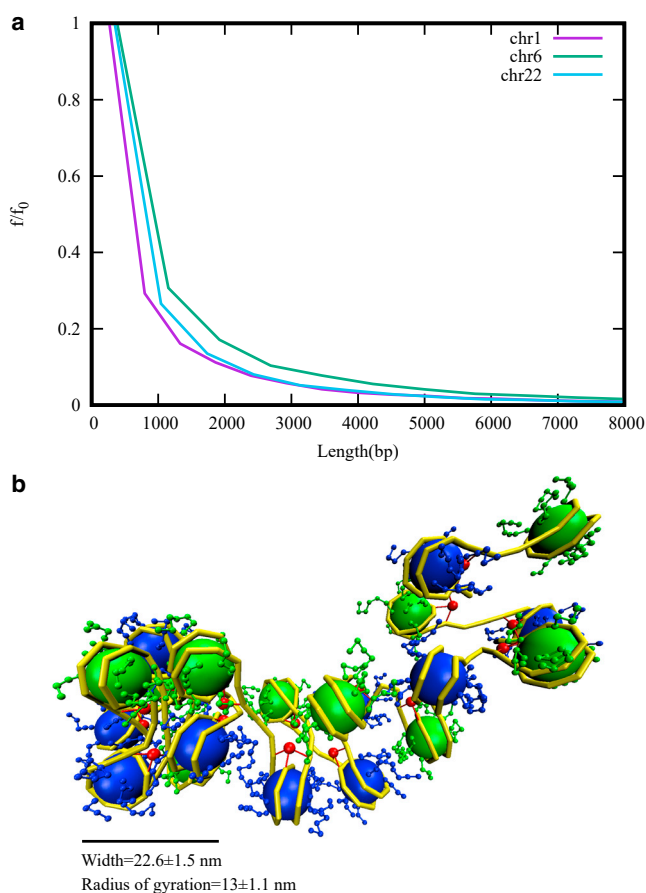 a
1
0.8
0.6
0.4
0.2
0
f/f0
chr1
chr6
chr22
0 1000 2000 3000 4000 5000 6000 7000 8000
Length(bp)
b
Width=22.6±1.5 nm
Radius of gyration=13±1.1 nm